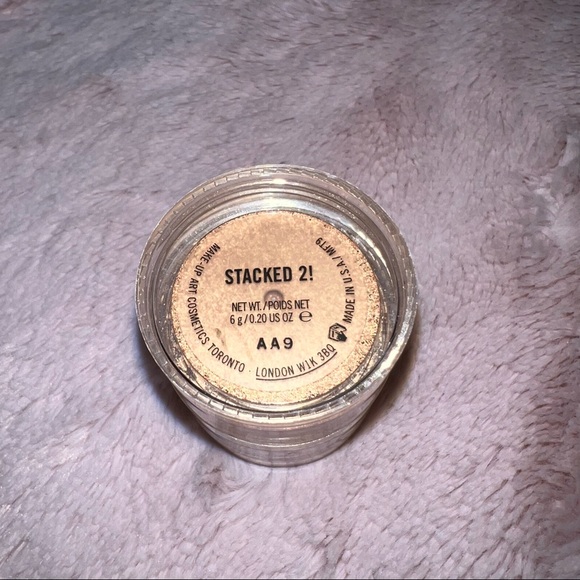 STACKED 2!
NET WT./POIDS NET
6 g/0.20 US OZ ℮
AA9
MAKE-UP ART COSMETICS TORONTO · LONDON W1K 3BQ
MADE IN U.S.A./MFT9